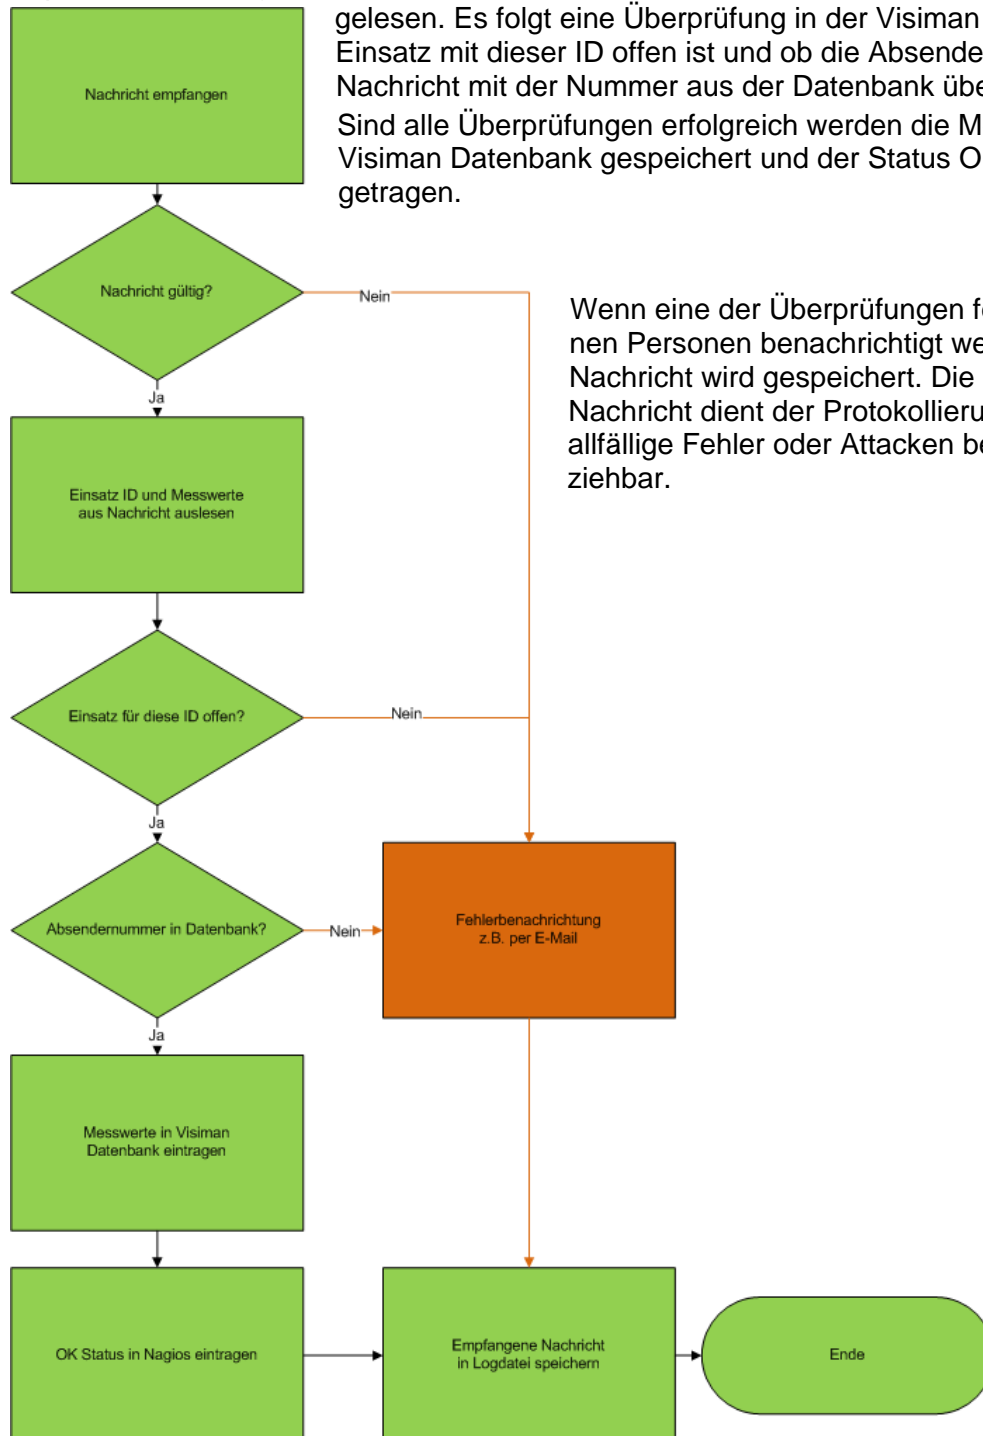 gelesen. Es folgt eine Überprüfung in der Visiman
Einsatz mit dieser ID offen ist und ob die Absende
Nachricht mit der Nummer aus der Datenbank übe
Sind alle Überprüfungen erfolgreich werden die M
Visiman Datenbank gespeichert und der Status O
getragen.
Nachricht empfangen
Nachricht gültig?
Nein
Wenn eine der Überprüfungen fe
nen Personen benachrichtigt we
Nachricht wird gespeichert. Die
Nachricht dient der Protokollieru
allfällige Fehler oder Attacken be
ziehbar.
Ja
Einsatz ID und Messwerte
aus Nachricht auslesen
Einsatz für diese ID offen?
Nein
Ja
Absendernummer in Datenbank?
Nein
Fehlerbenachrichtung
z.B. per E-Mail
Ja
Messwerte in Visiman
Datenbank eintragen
OK Status in Nagios eintragen
Empfangene Nachricht
in Logdatei speichern
Ende